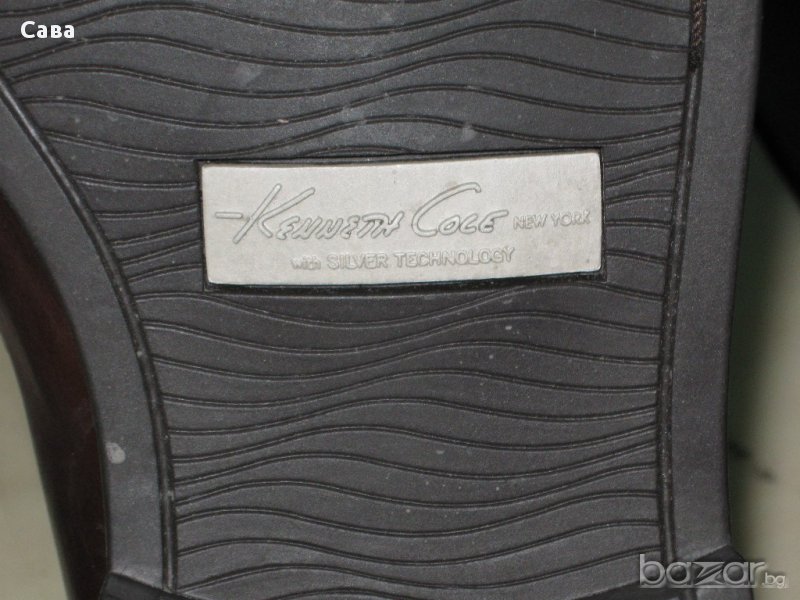 Сава
KENNETH COLE NEW YORK
with SILVER TECHNOLOGY
bazar.bg